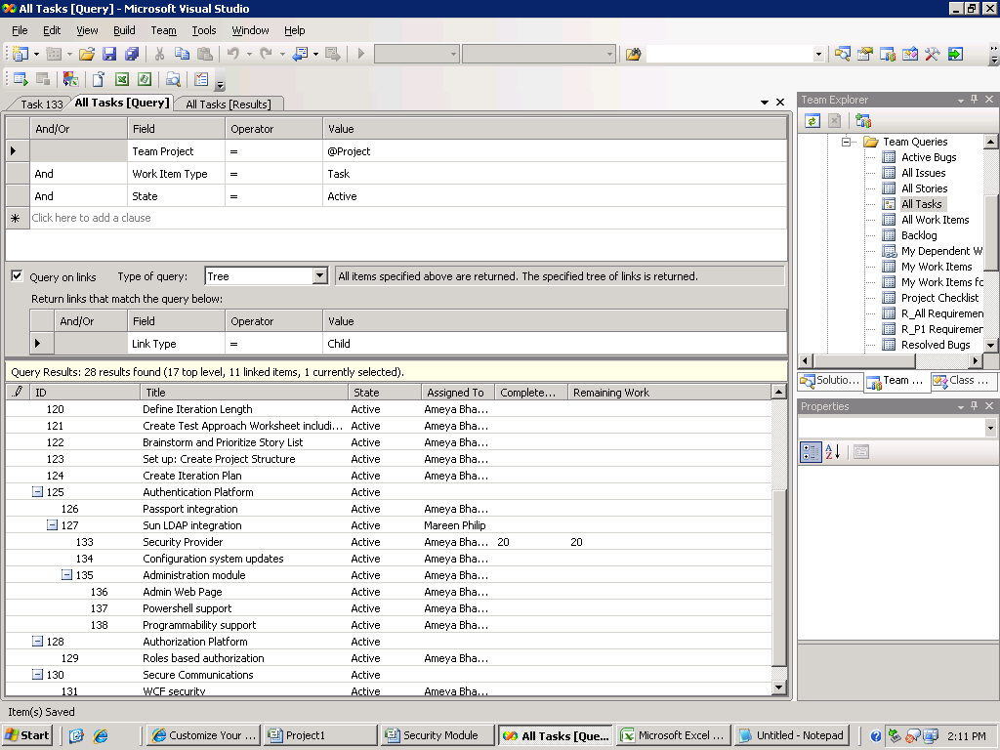 All Tasks [Query] - Microsoft Visual Studio
File Edit View Build Team Tools Window Help
Task 133 All Tasks [Query] All Tasks [Results]
And/Or Field Operator Value
Team Project = @Project
And Work Item Type = Task
And State = Active
Click here to add a clause
Query on links Type of query: Tree All items specified above are returned. The specified tree of links is returned.
Return links that match the query below:
And/Or Field Operator Value
Link Type = Child
Query Results: 28 results found (17 top level, 11 linked items, 1 currently selected).
ID Title State Assigned To Complete... Remaining Work
120 Define Iteration Length Active Ameya Bha...
121 Create Test Approach Worksheet includi... Active Ameya Bha...
122 Brainstorm and Prioritize Story List Active Ameya Bha...
123 Set up: Create Project Structure Active Ameya Bha...
124 Create Iteration Plan Active Ameya Bha...
125 Authentication Platform Active
126 Passport integration Active Ameya Bha...
127 Sun LDAP integration Active Mareen Philip
133 Security Provider Active Ameya Bha... 20 20
134 Configuration system updates Active Ameya Bha...
135 Administration module Active Ameya Bha...
136 Admin Web Page Active Ameya Bha...
137 Powershell support Active Ameya Bha...
138 Programmability support Active Ameya Bha...
128 Authorization Platform Active
129 Roles based authorization Active Ameya Bha...
130 Secure Communications Active
131 WCF security Active Ameya Bha...
Team Explorer
Team Queries
Active Bugs
All Issues
All Stories
All Tasks
All Work Items
Backlog
My Dependent W
My Work Items
My Work Items fo
Project Checklist
R_All Requiremen
R_P1 Requiremen
Resolved Bugs
Solutio... Team ... Class ...
Properties
Item(s) Saved
Start Customize Your ... Project1 Security Module All Tasks [Que... Microsoft Excel ... Untitled - Notepad 2:11 PM